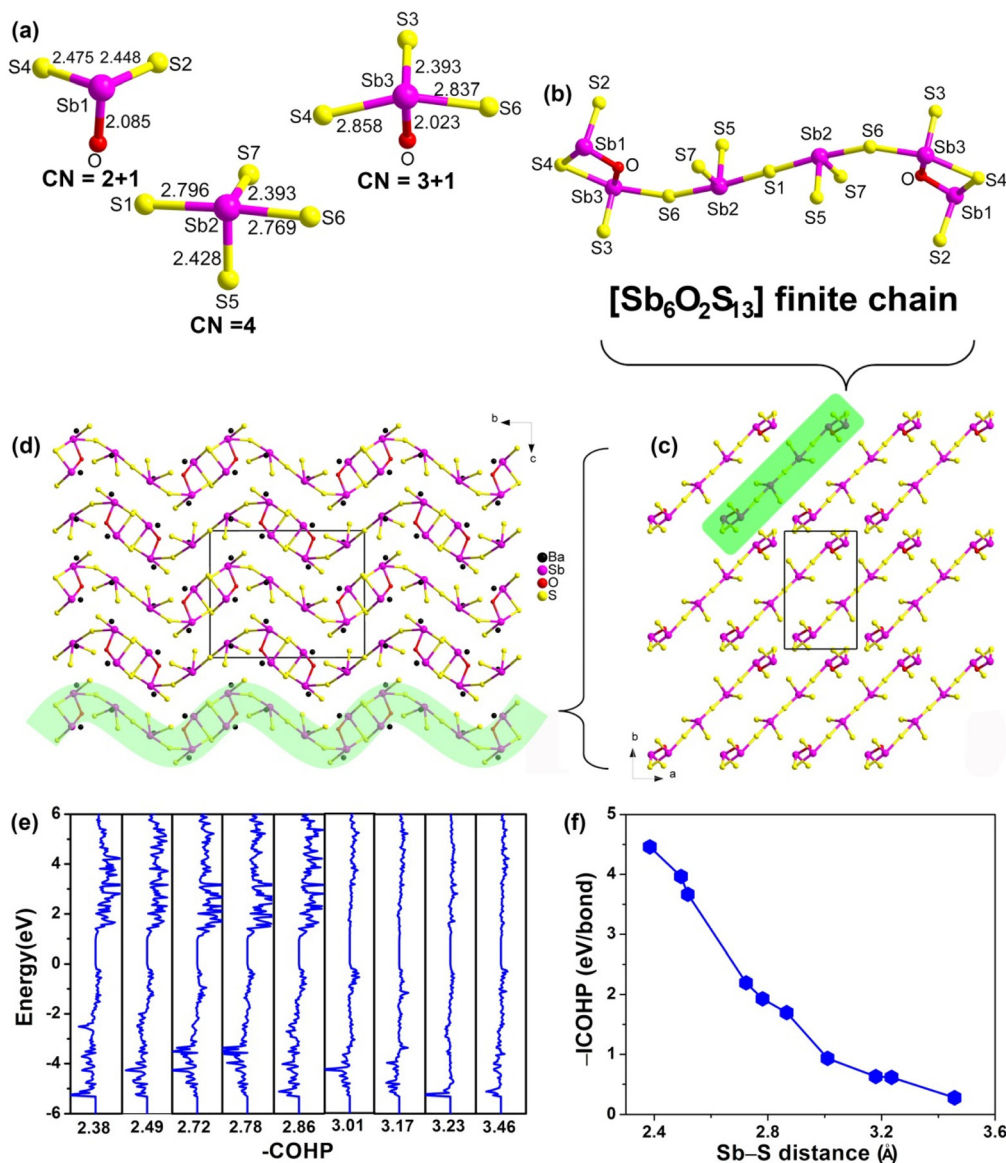 (a)
S4
2.475
2.448
S2
Sb1
2.085
O
CN = 2+1
S3
Sb3
2.393
2.837
S4
2.858
2.023
S6
O
CN = 3+1
S7
S1
2.796
2.393
Sb2
2.769
S6
2.428
S5
CN =4
(b)
S2
Sb1
S4
O
Sb3
S3
S6
S7
S5
Sb2
S1
Sb2
S5
S7
S6
S3
Sb3
O
S4
Sb1
S2
[Sb6O2S13] finite chain
(d)
b
c
Ba
Sb
O
S
(c)
b
a
(e)
6
4
2
0
-2
-4
-6
Energy(eV)
2.38 2.49 2.72 2.78 2.86 3.01 3.17 3.23 3.46
-COHP
(f)
5
4
3
2
1
0
–ICOHP (eV/bond)
2.4 2.8 3.2 3.6
Sb–S distance (Å)